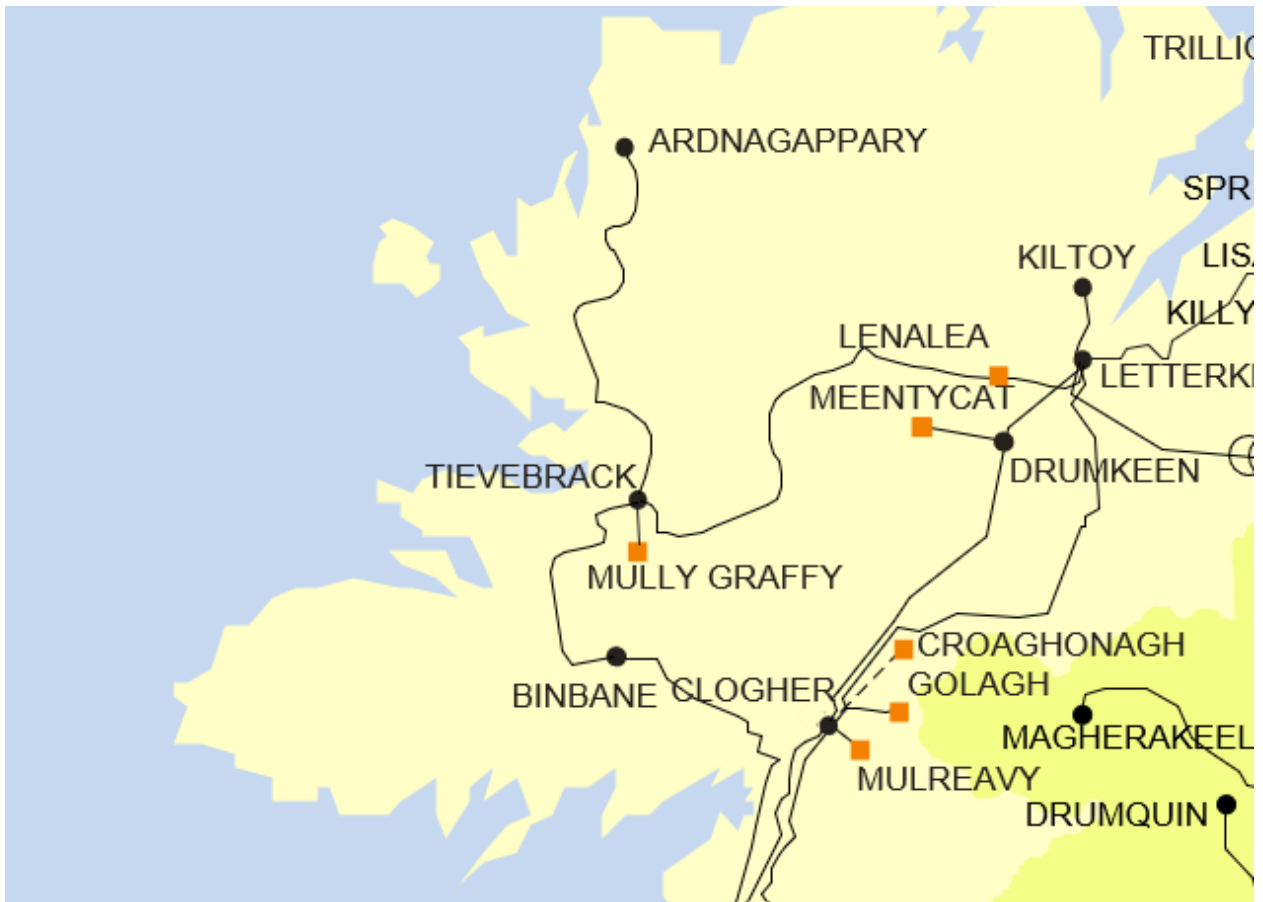 TRILLI
ARDNAGAPPARY
SPR
KILTOY
LIS
KILLY
LENALEA
LETTERK
MEENTYCAT
DRUMKEEN
TIEVEBRACK
MULLY GRAFFY
CROAGHONAGH
BINBANE
CLOGHER
GOLAGH
MAGHERAKEEL
MULREAVY
DRUMQUIN